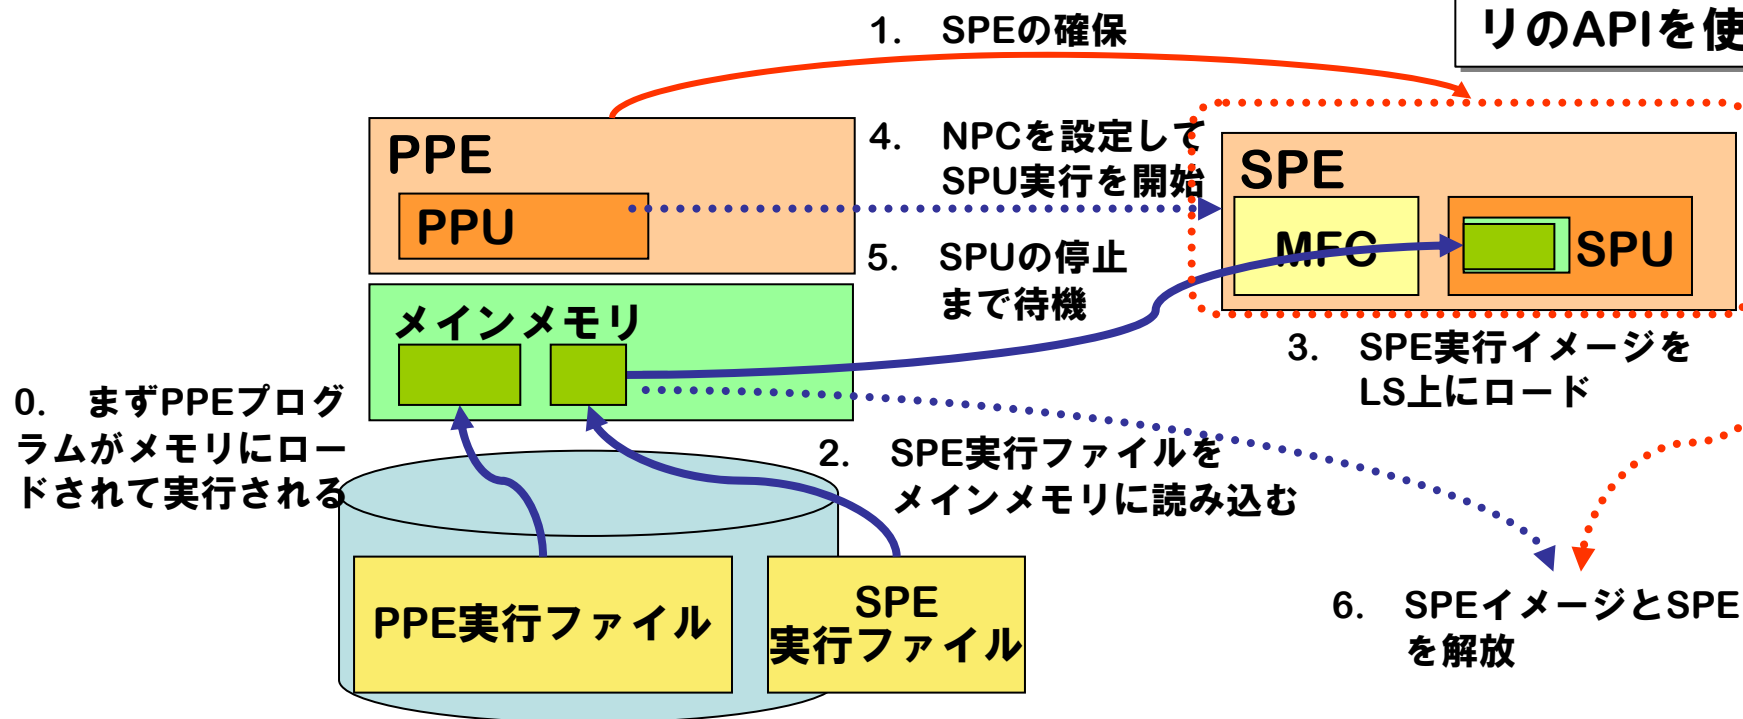 リのAPIを使
1. SPEの確保
PPE
PPU
4. NPCを設定して
SPU実行を開始
5. SPUの停止
まで待機
SPE
MFC
SPU
メインメモリ
3. SPE実行イメージを
LS上にロード
0. まずPPEプログ
ラムがメモリにロー
ドされて実行される
2. SPE実行ファイルを
メインメモリに読み込む
PPE実行ファイル
SPE
実行ファイル
6. SPEイメージとSPE
を解放